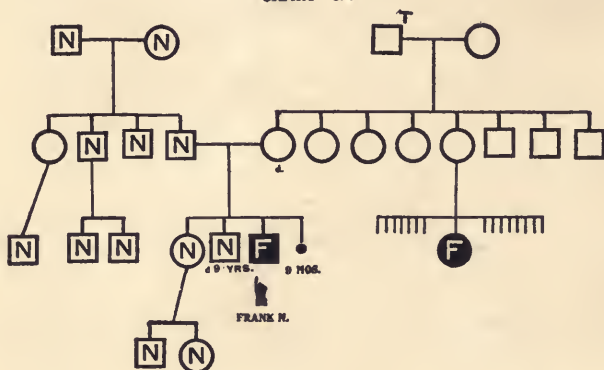 T
N N
N N N
d
N N N N N F F
d 9 YRS. 9 MOS.
FRANK N.
N N